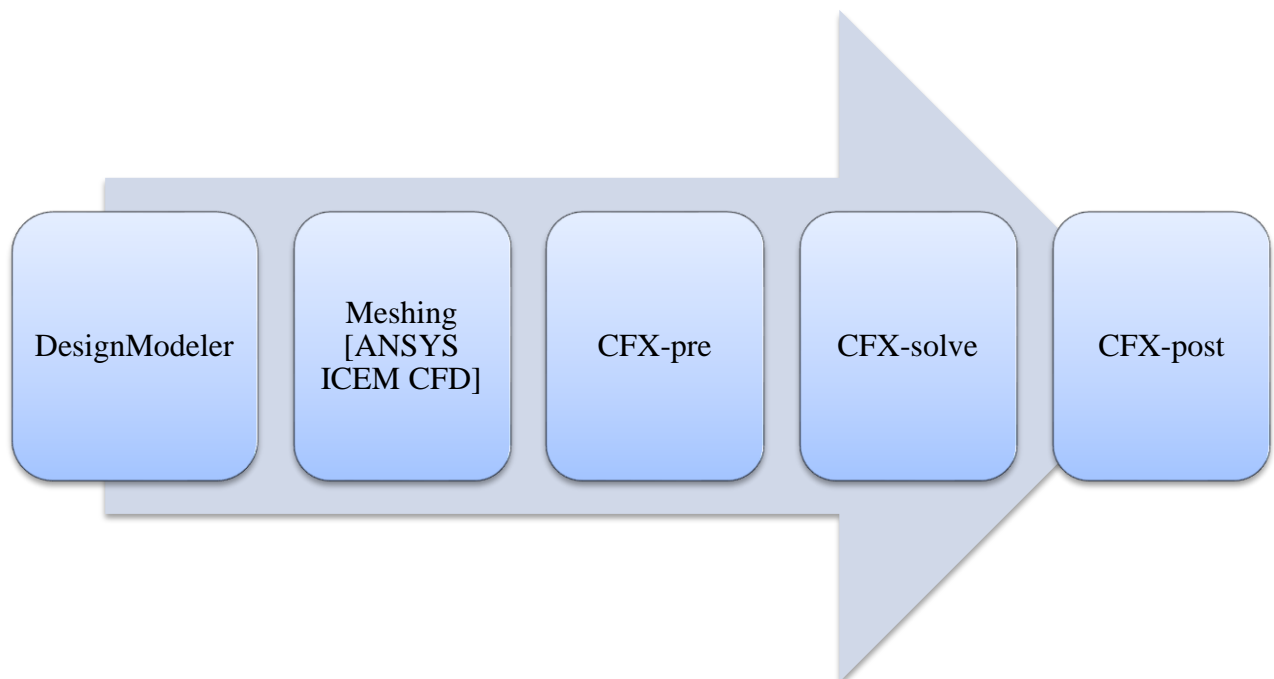 DesignModeler
Meshing
[ANSYS
ICEM CFD]
CFX-pre
CFX-solve
CFX-post